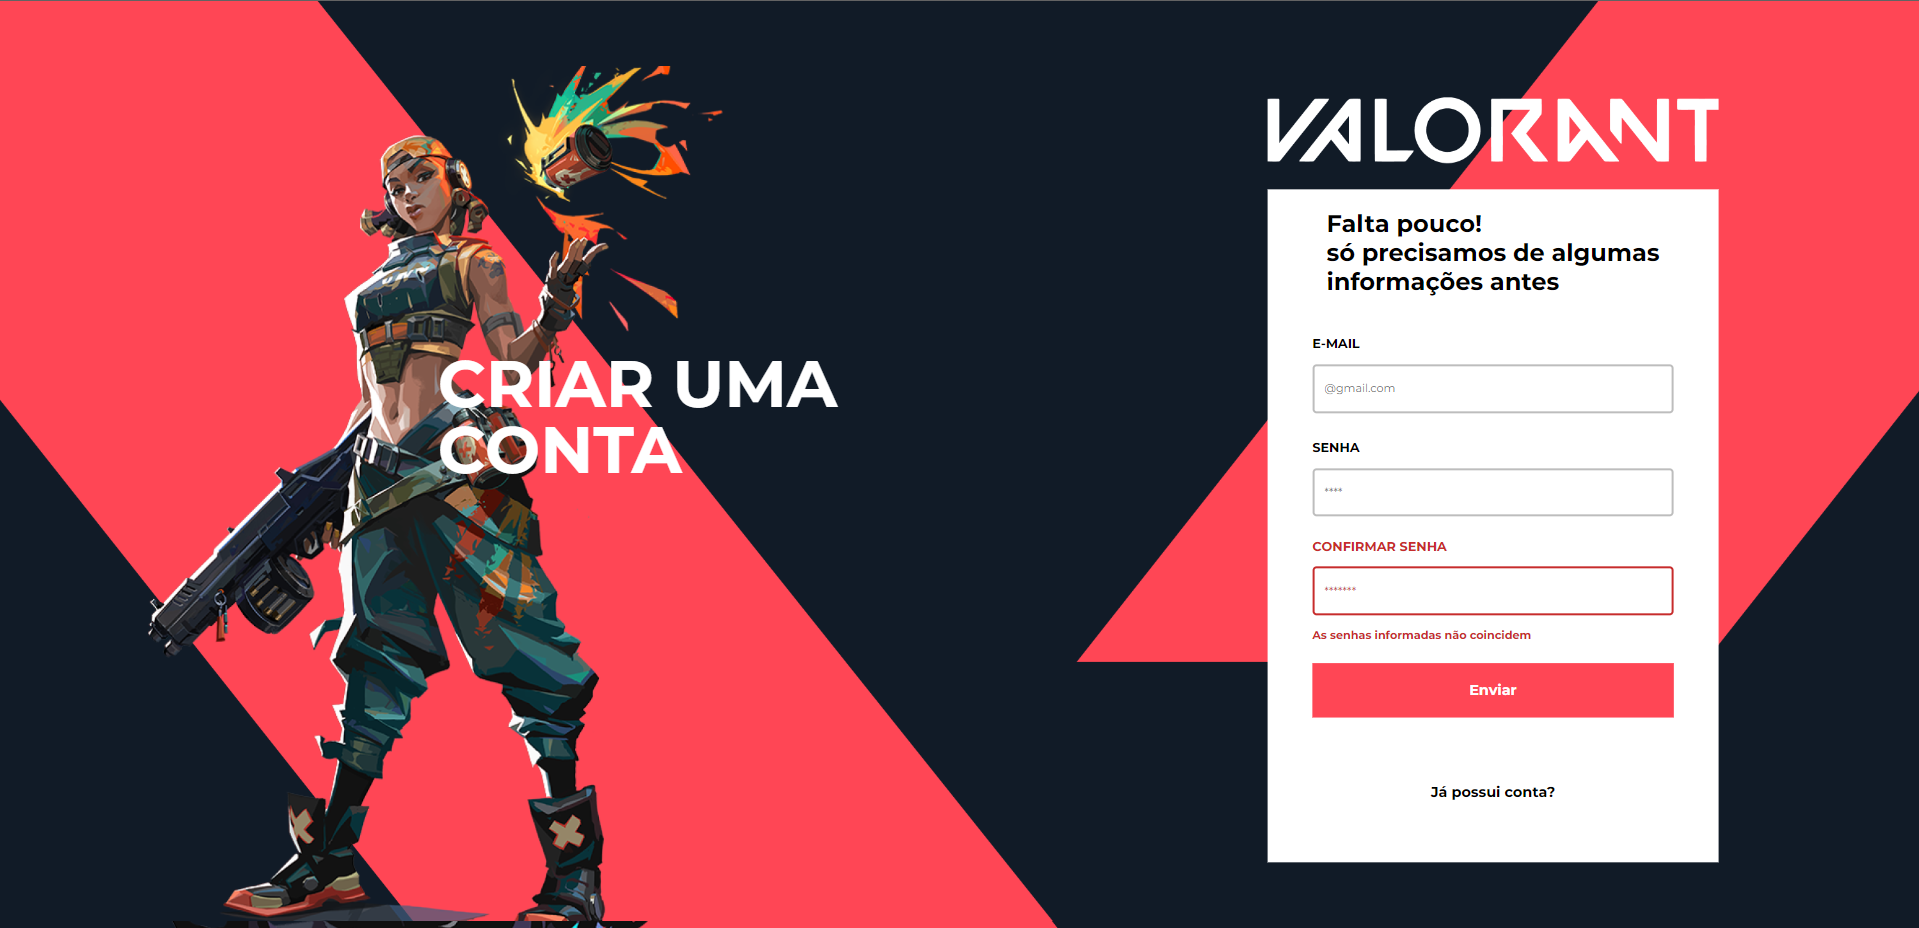 CRIAR UMA
CONTA
VALORANT
Falta pouco!
só precisamos de algumas
informações antes
E-MAIL
@gmail.com
SENHA
****
CONFIRMAR SENHA
*******
As senhas informadas não coincidem
Enviar
Já possui conta?